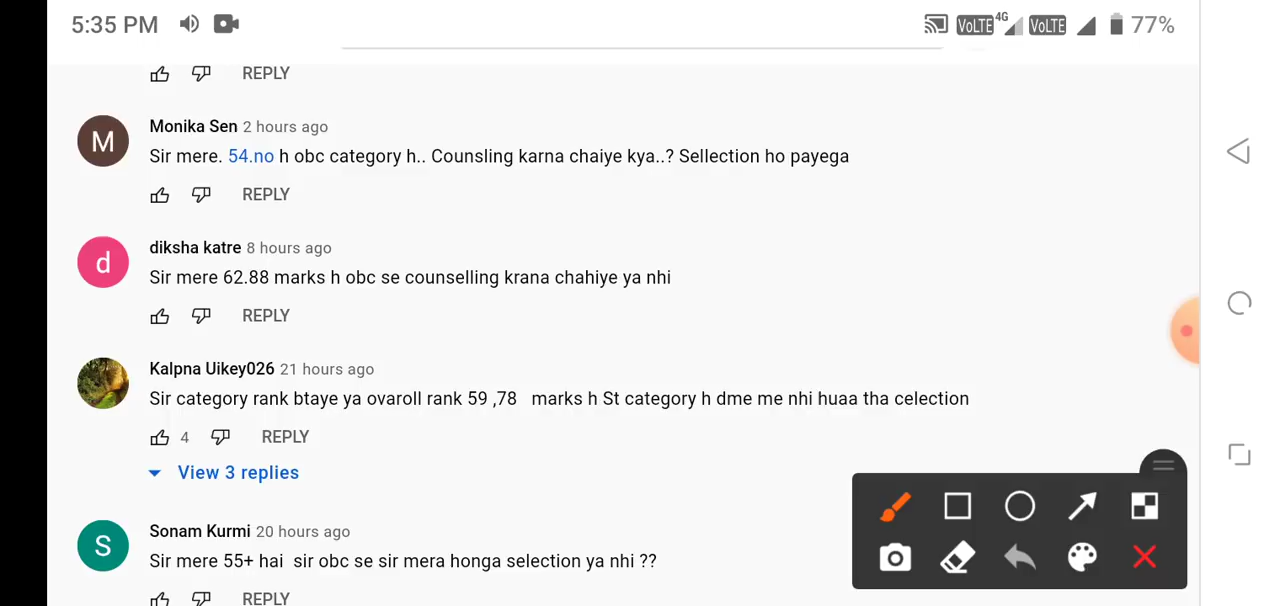 5:35 PM VoLTE 4G VoLTE 77%
REPLY
M
Monika Sen 2 hours ago
Sir mere. 54.no h obc category h.. Counsling karna chaiye kya..? Sellection ho payega
REPLY
d
diksha katre 8 hours ago
Sir mere 62.88 marks h obc se counselling krana chahiye ya nhi
REPLY
Kalpna Uikey026 21 hours ago
Sir category rank btaye ya ovaroll rank 59 ,78 marks h St category h dme me nhi huaa tha celection
4 REPLY
View 3 replies
S
Sonam Kurmi 20 hours ago
Sir mere 55+ hai sir obc se sir mera honga selection ya nhi ??
REPLY